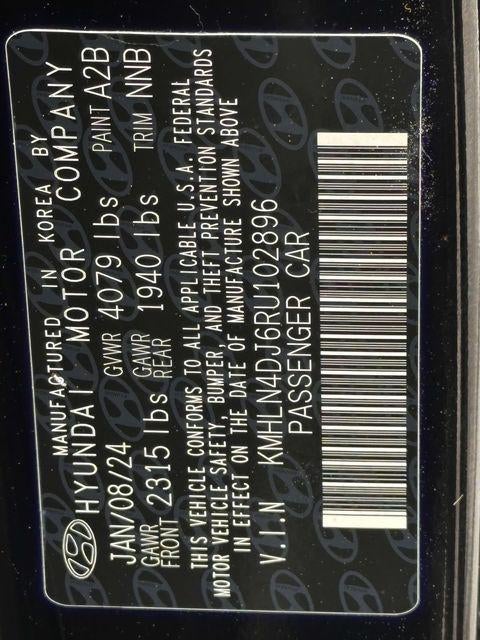 MANUFACTURED IN KOREA BY
HYUNDAI MOTOR COMPANY
JAN/08/24 GVWR 4079 lbs PAINT A2B
GAWR FRONT 2315 lbs GAWR REAR 1940 lbs TRIM NNB
THIS VEHICLE CONFORMS TO ALL APPLICABLE U.S.A. FEDERAL
MOTOR VEHICLE SAFETY, BUMPER AND THEFT PREVENTION STANDARDS
IN EFFECT ON THE DATE OF MANUFACTURE SHOWN ABOVE
V.I.N KMHLN4DJ6RU102896
PASSENGER CAR